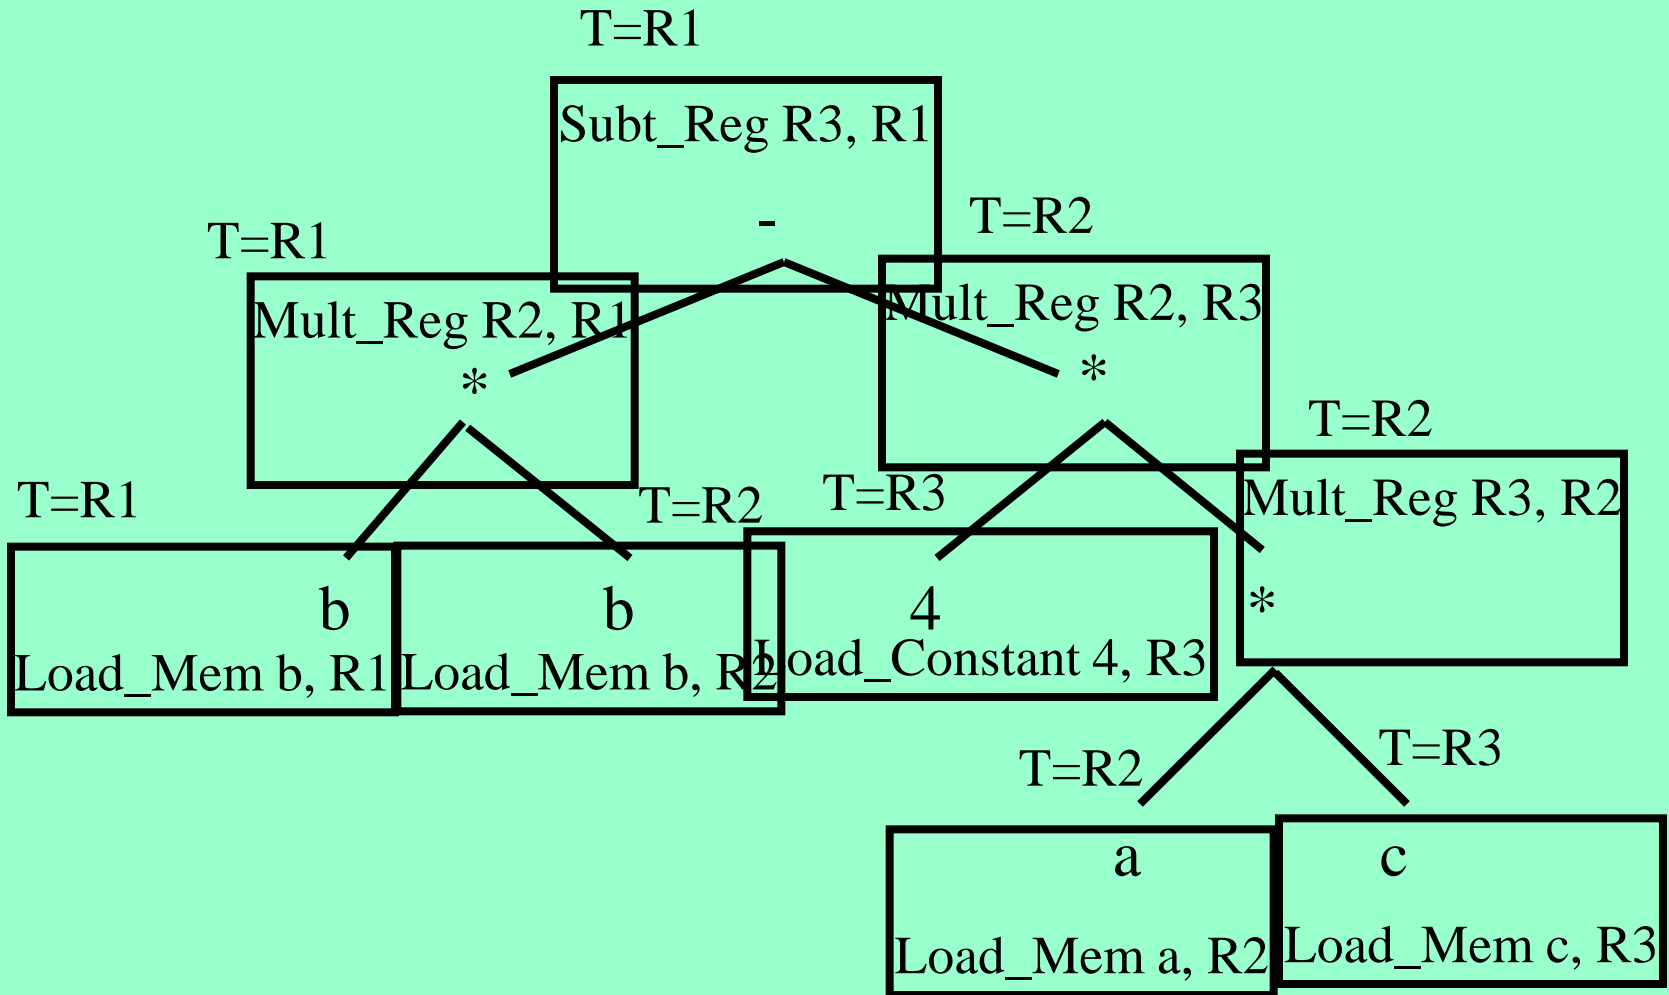 T=R1
Subt_Reg R3, R1
-
T=R1
T=R2
Mult_Reg R2, R1
*
Mult_Reg R2, R3
*
T=R1
T=R2
T=R3
T=R2
Mult_Reg R3, R2
*
b
Load_Mem b, R1
b
Load_Mem b, R2
4
Load_Constant 4, R3
T=R2
T=R3
a
Load_Mem a, R2
c
Load_Mem c, R3